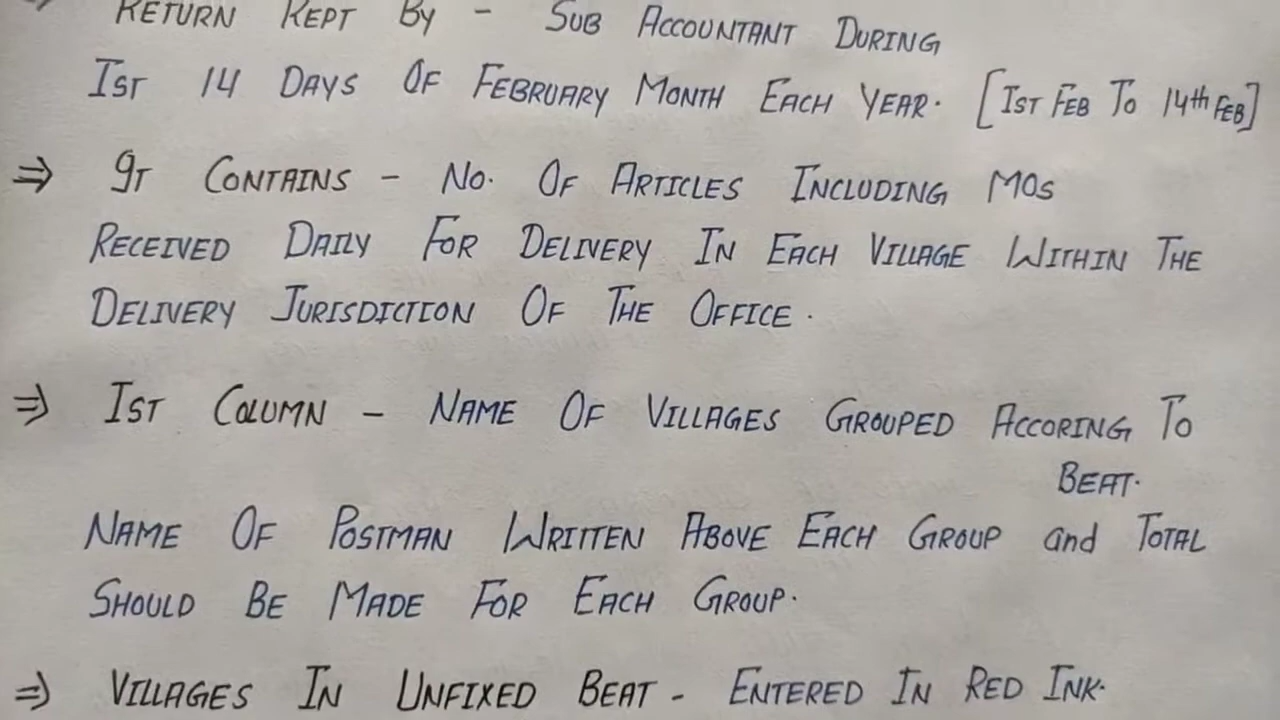 ⇒ RETURN KEPT BY - SUB ACCOUNTANT DURING
IST 14 DAYS OF FEBRUARY MONTH EACH YEAR. [IST FEB TO 14th FEB]
⇒ IT CONTAINS - NO. OF ARTICLES INCLUDING MOS
RECEIVED DAILY FOR DELIVERY IN EACH VILLAGE WITHIN THE
DELIVERY JURISDICTION OF THE OFFICE.
⇒ IST COLUMN - NAME OF VILLAGES GROUPED ACCORING TO
BEAT.
NAME OF POSTMAN WRITTEN ABOVE EACH GROUP and TOTAL
SHOULD BE MADE FOR EACH GROUP.
⇒ VILLAGES IN UNFIXED BEAT - ENTERED IN RED INK.